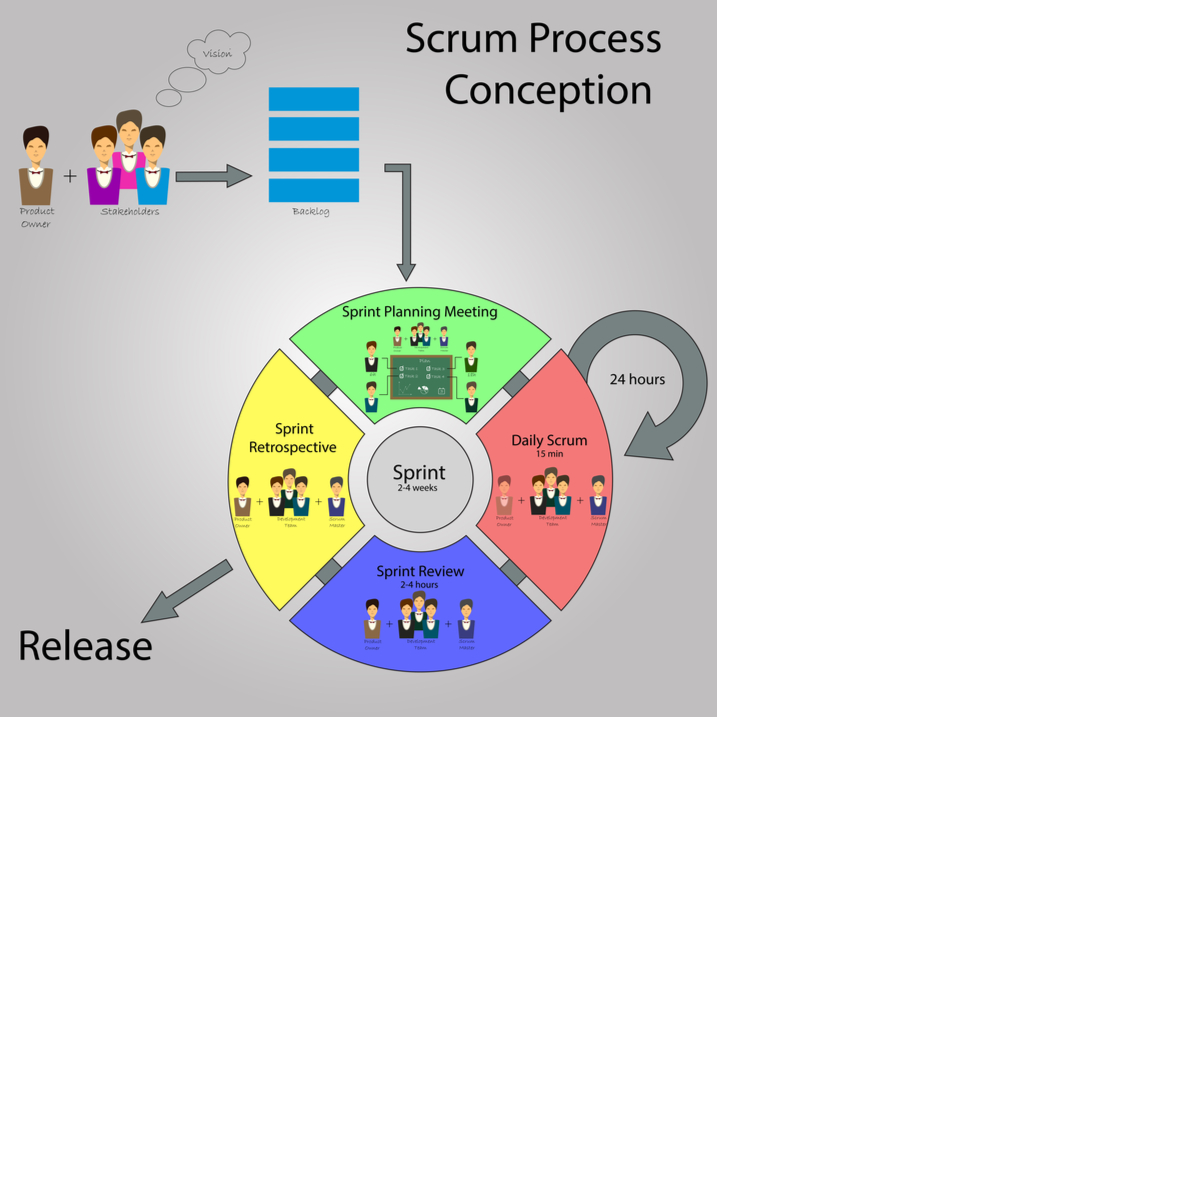 Scrum Process
Conception
Vision
Product
Owner
+
Stakeholders
Backlog
Sprint Planning Meeting
+
+
Plan
24 hours
Sprint
Retrospective
Product
Owner
+
Development
Team
+
Scrum
Master
Sprint
2-4 weeks
Daily Scrum
15 min
Product
Owner
+
Development
Team
+
Scrum
Master
Sprint Review
2-4 hours
Product
Owner
+
Development
Team
+
Scrum
Master
Release